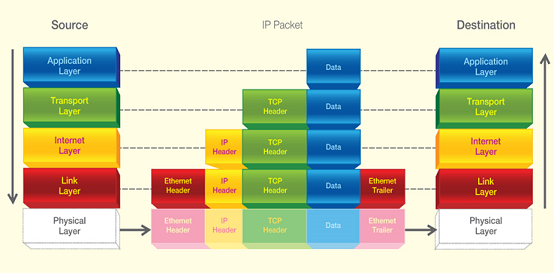 Source
IP Packet
Destination
Application
Layer
Data
Application
Layer
Transport
Layer
TCP
Header
Data
Transport
Layer
Internet
Layer
IP
Header
TCP
Header
Data
Internet
Layer
Link
Layer
Ethernet
Header
IP
Header
TCP
Header
Data
Ethernet
Trailer
Link
Layer
Physical
Layer
Ethernet
Header
IP
Header
TCP
Header
Data
Ethernet
Trailer
Physical
Layer